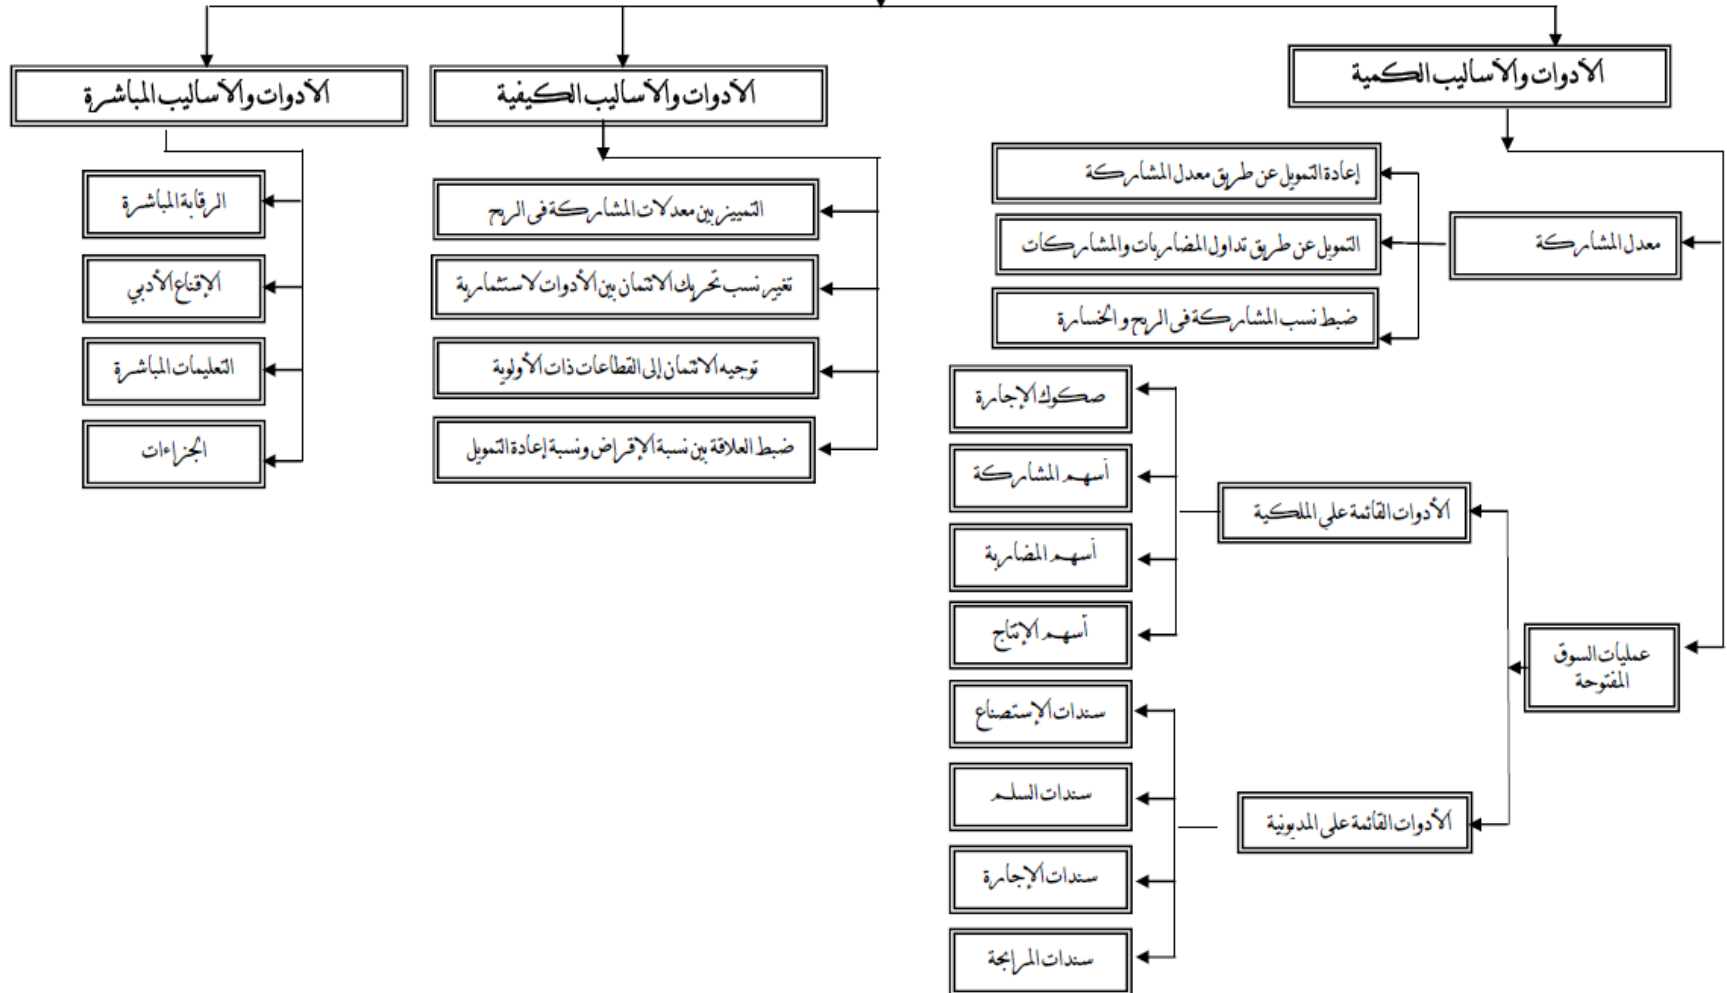 الأدوات والأساليب الكمية
الأدوات والأساليب الكيفية
الأدوات والأساليب المباشرة
معدل المشاركة
إعادة التمويل عن طريق معدل المشاركة
التمويل عن طريق تداول المضاربات والمشاركات
ضبط نسب المشاركة في الربح و الخسارة
عمليات السوق
المفتوحة
الأدوات القائمة على الملكية
صكوك الإجارة
أسهم المشاركة
أسهم المضاربة
أسهم الإنتاج
الأدوات القائمة على المديونية
سندات الإستصناع
سندات السلم
سندات الإجارة
سندات المرابحة
التمييز بين معدلات المشاركة في الربح
تغيير نسب تحريك الائتمان بين الأدوات لاستثمارية
توجيه الائتمان إلى القطاعات ذات الأولوية
ضبط العلاقة بين نسبة الإقراض ونسبة إعادة التمويل
الرقابة المباشرة
الإقناع الأدبي
التعليمات المباشرة
الجزاءات